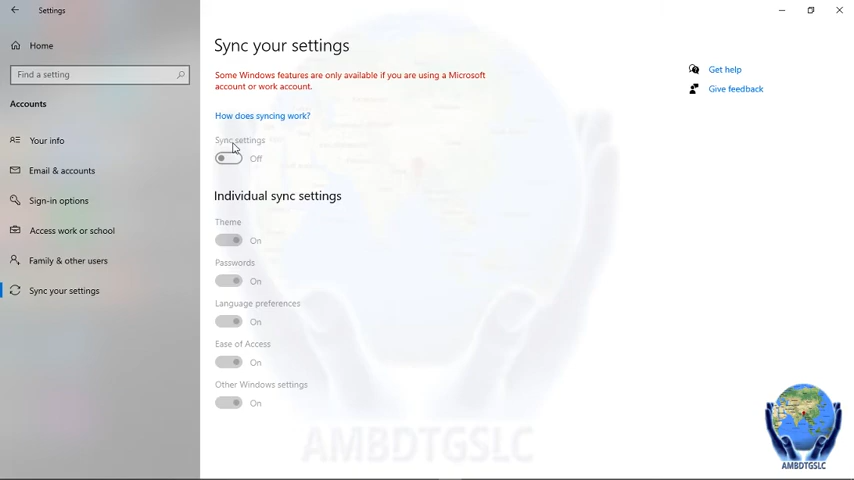 Settings
Home
Find a setting
Accounts
Your info
Email & accounts
Sign-in options
Access work or school
Family & other users
Sync your settings
Sync your settings
Some Windows features are only available if you are using a Microsoft
account or work account.
How does syncing work?
Sync settings
Off
Individual sync settings
Theme
On
Passwords
On
Language preferences
On
Ease of Access
On
Other Windows settings
On
Get help
Give feedback
AMBDTGSLC
AMBDTGSLC